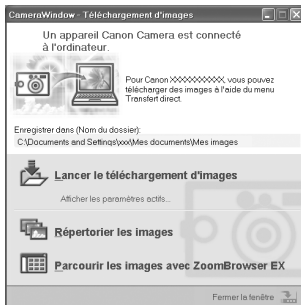 CameraWindow - Téléchargement d'images
Un appareil Canon Camera est connecté
à l'ordinateur.
Pour Canon XXXXXXXXXX, vous pouvez
télécharger des images à l'aide du menu
Transfert direct.
Enregistrer dans (Nom du dossier):
C:\Documents and Settings\xxx\Mes documents\Mes images
Lancer le téléchargement d'images
Afficher les paramètres actifs...
Répertorier les images
Parcourir les images avec ZoomBrowser EX
Fermer la fenêtre